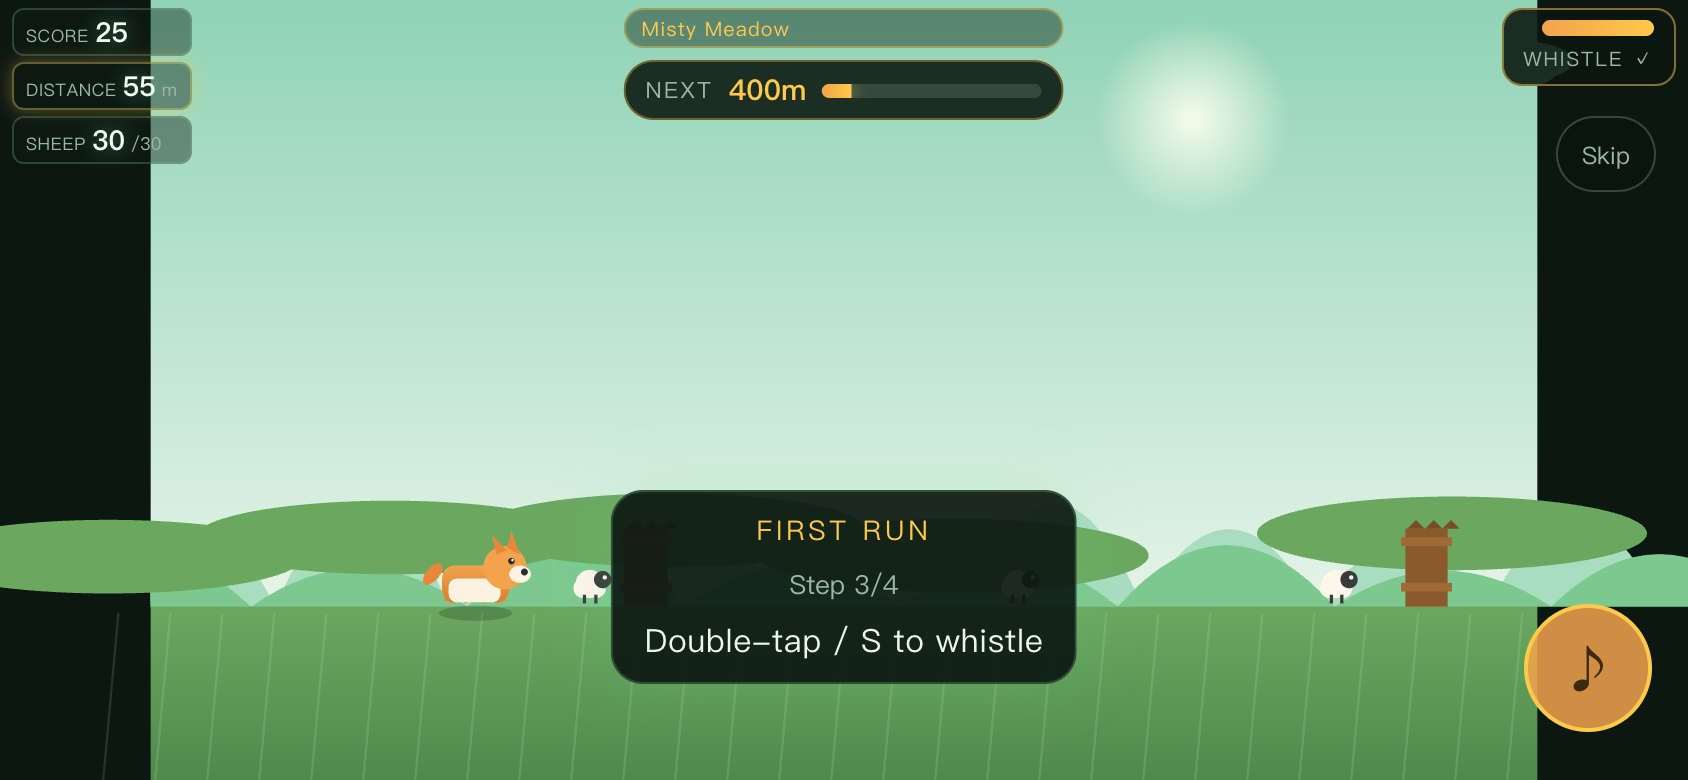 SCORE 25
DISTANCE 55 m
SHEEP 30 /30
Misty Meadow
NEXT 400m
WHISTLE ✓
Skip
FIRST RUN
Step 3/4
Double-tap / S to whistle